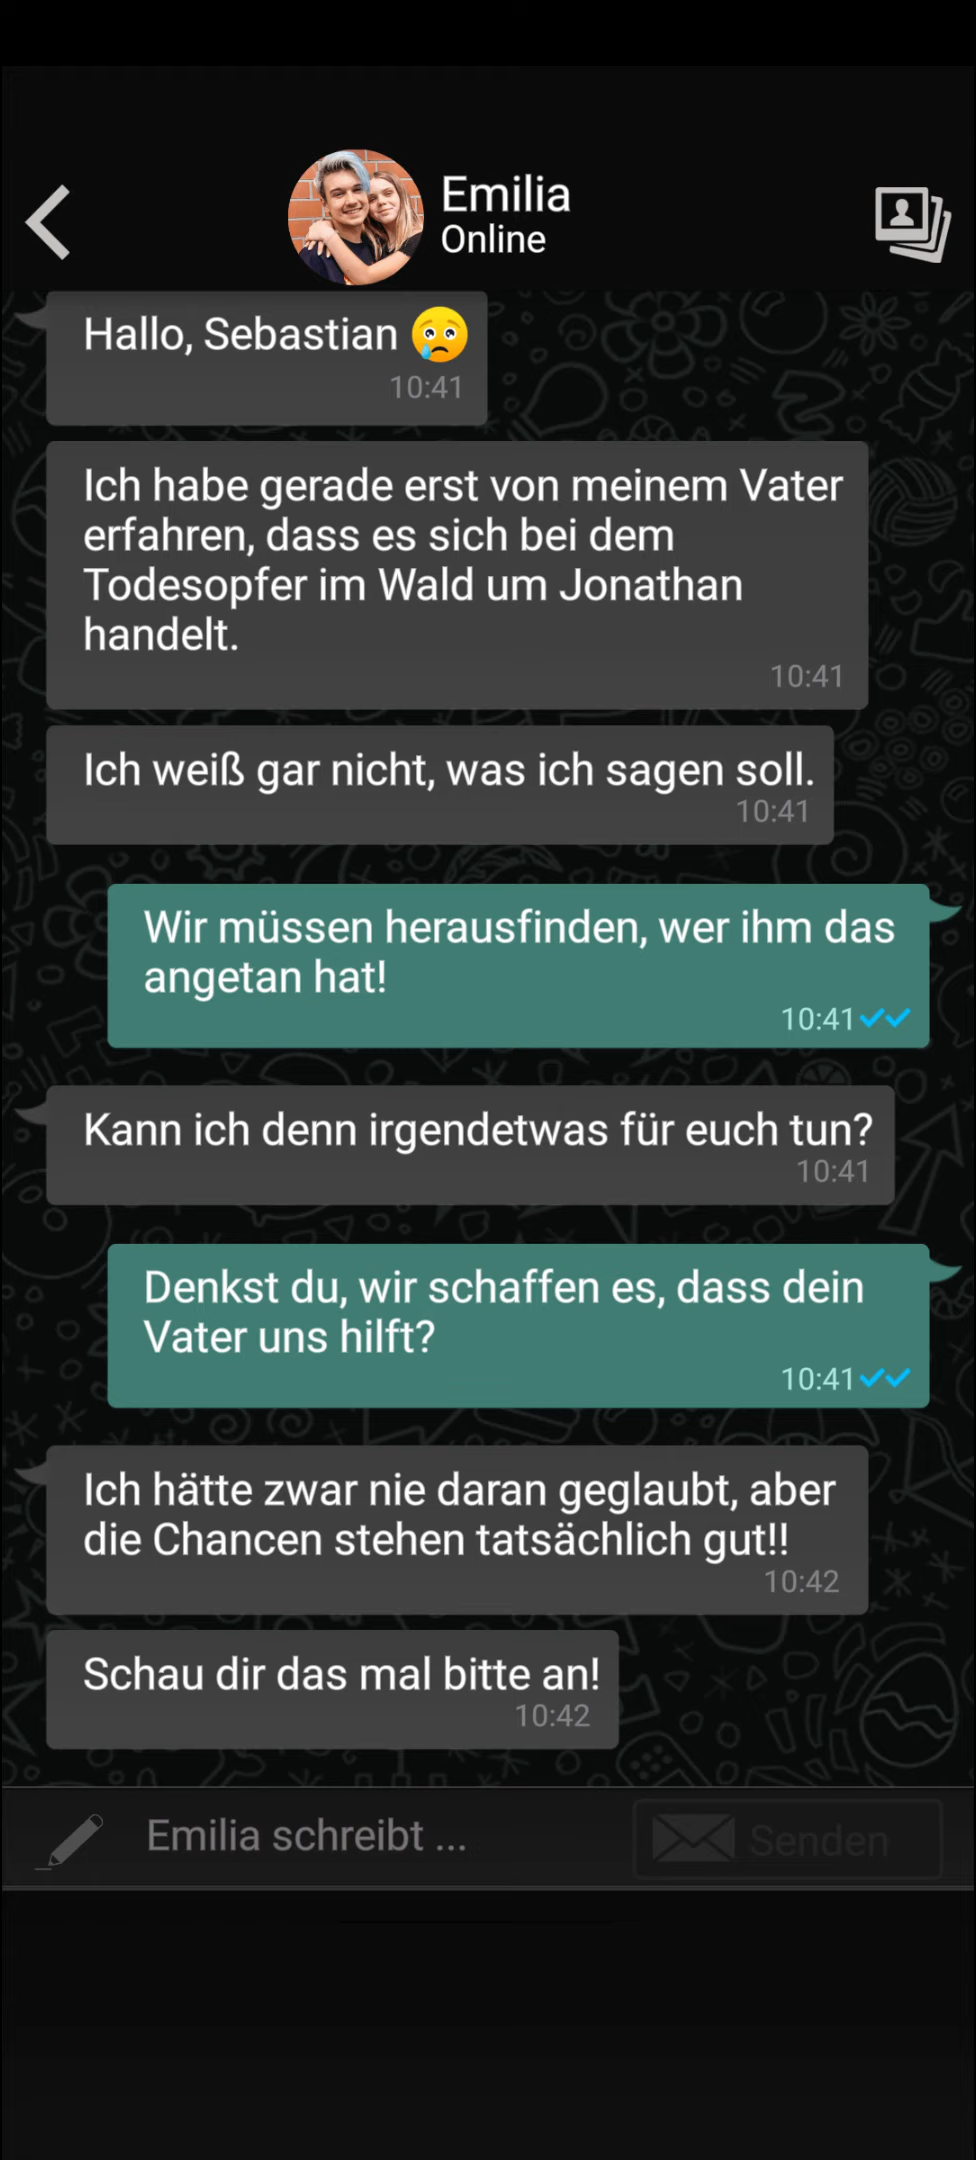 Emilia
Online
Hallo, Sebastian 😢
10:41
Ich habe gerade erst von meinem Vater
erfahren, dass es sich bei dem
Todesopfer im Wald um Jonathan
handelt.
10:41
Ich weiß gar nicht, was ich sagen soll.
10:41
Wir müssen herausfinden, wer ihm das
angetan hat!
10:41
Kann ich denn irgendetwas für euch tun?
10:41
Denkst du, wir schaffen es, dass dein
Vater uns hilft?
10:41
Ich hätte zwar nie daran geglaubt, aber
die Chancen stehen tatsächlich gut!!
10:42
Schau dir das mal bitte an!
10:42
Emilia schreibt ...
Senden